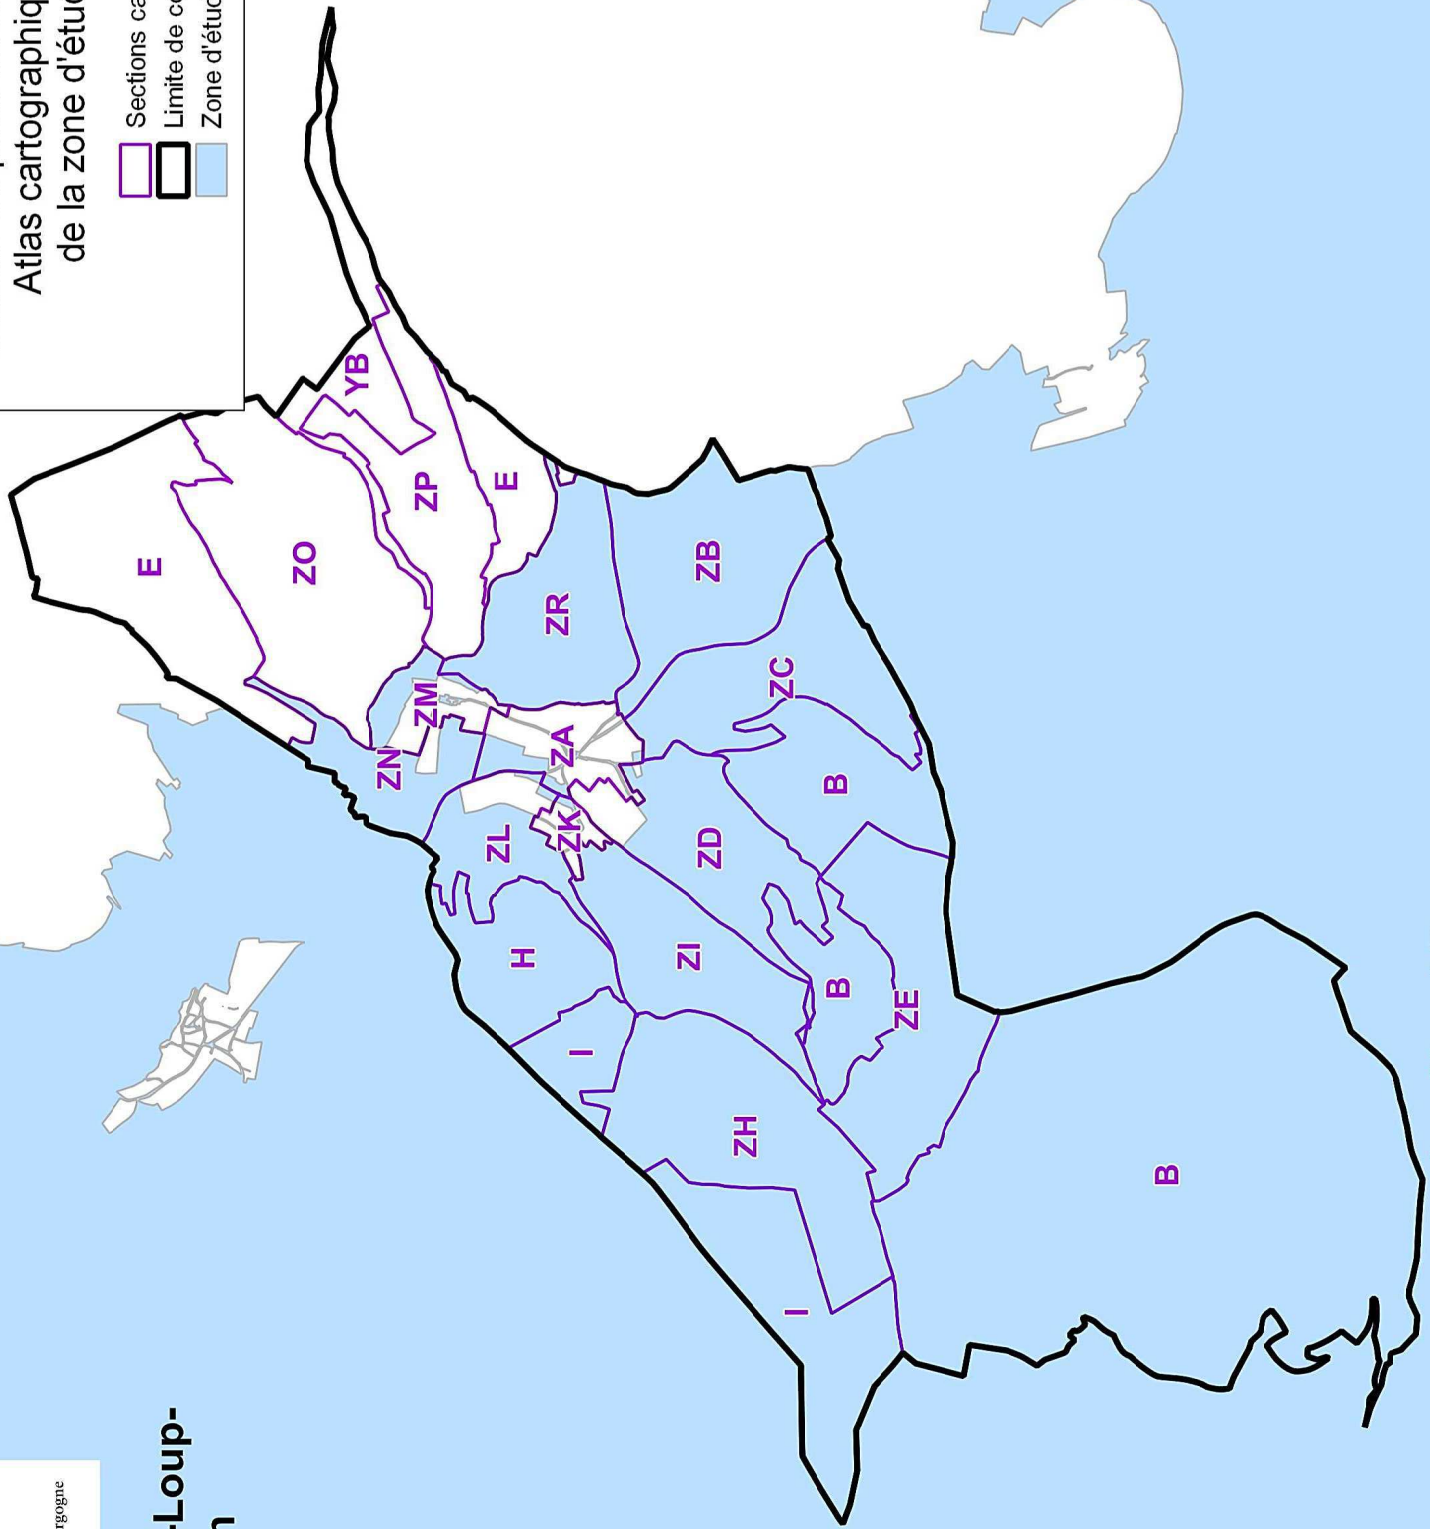 Atlas cartographiq
de la zone d'étud
Sections ca
Limite de co
Zone d'étud
rgogne
-Loup-
E
ZO
YB
ZP
E
ZR
ZB
ZM
ZN
ZA
ZC
ZL
ZK
ZD
B
H
ZI
B
ZE
I
ZH
I
B